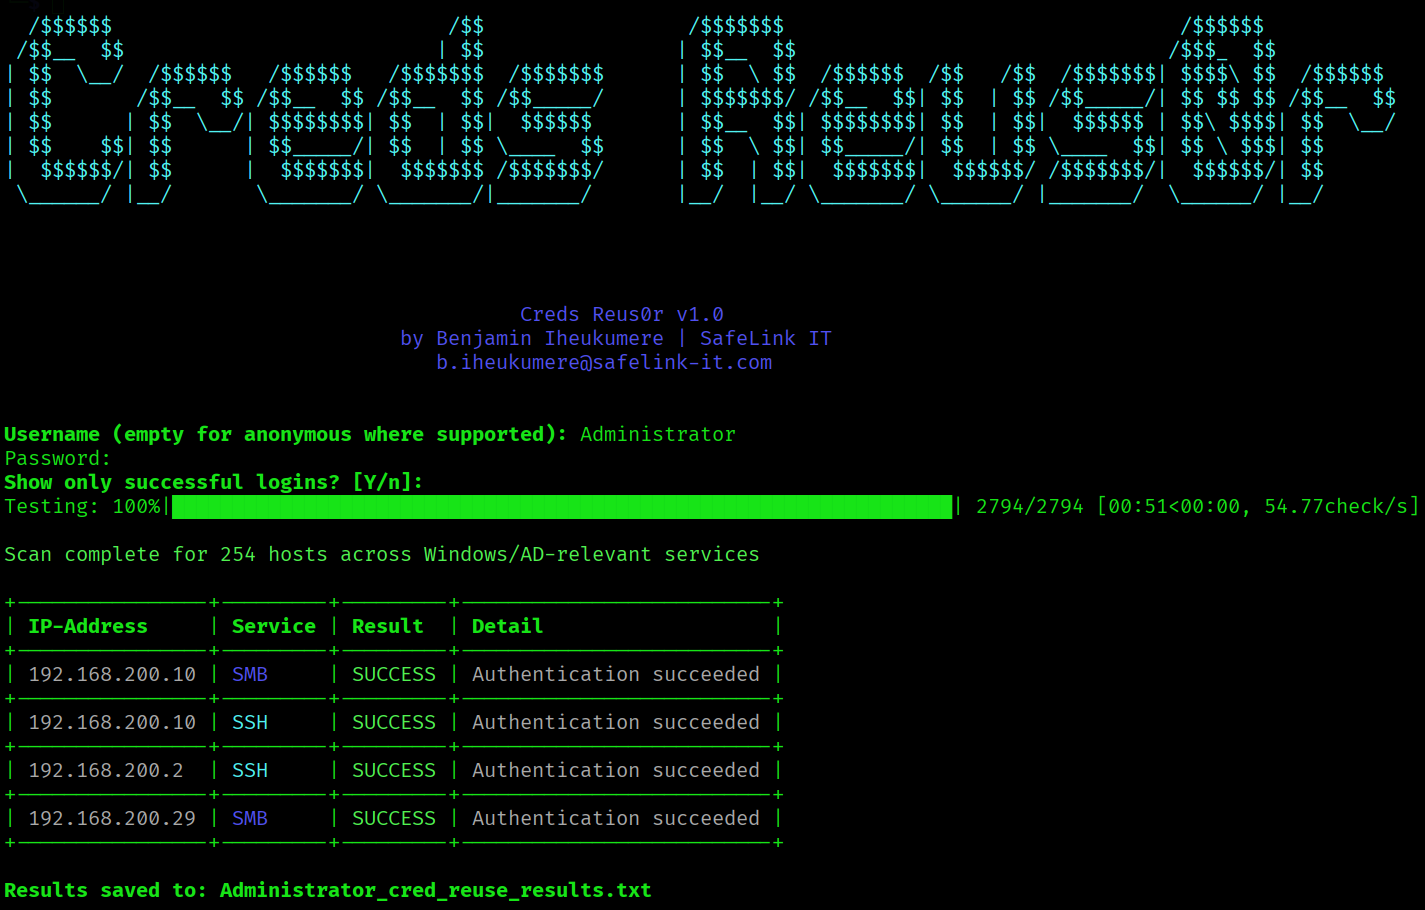 Creds Reus0r
Creds Reus0r v1.0
by Benjamin Iheukumere | SafeLink IT
b.iheukumere@safelink-it.com
Username (empty for anonymous where supported): Administrator
Password:
Show only successful logins? [Y/n]:
Testing: 100%| | 2794/2794 [00:51<00:00, 54.77check/s]
Scan complete for 254 hosts across Windows/AD-relevant services
| IP-Address | Service | Result | Detail |
| 192.168.200.10 | SMB | SUCCESS | Authentication succeeded |
| 192.168.200.10 | SSH | SUCCESS | Authentication succeeded |
| 192.168.200.2 | SSH | SUCCESS | Authentication succeeded |
| 192.168.200.29 | SMB | SUCCESS | Authentication succeeded |
Results saved to: Administrator_cred_reuse_results.txt